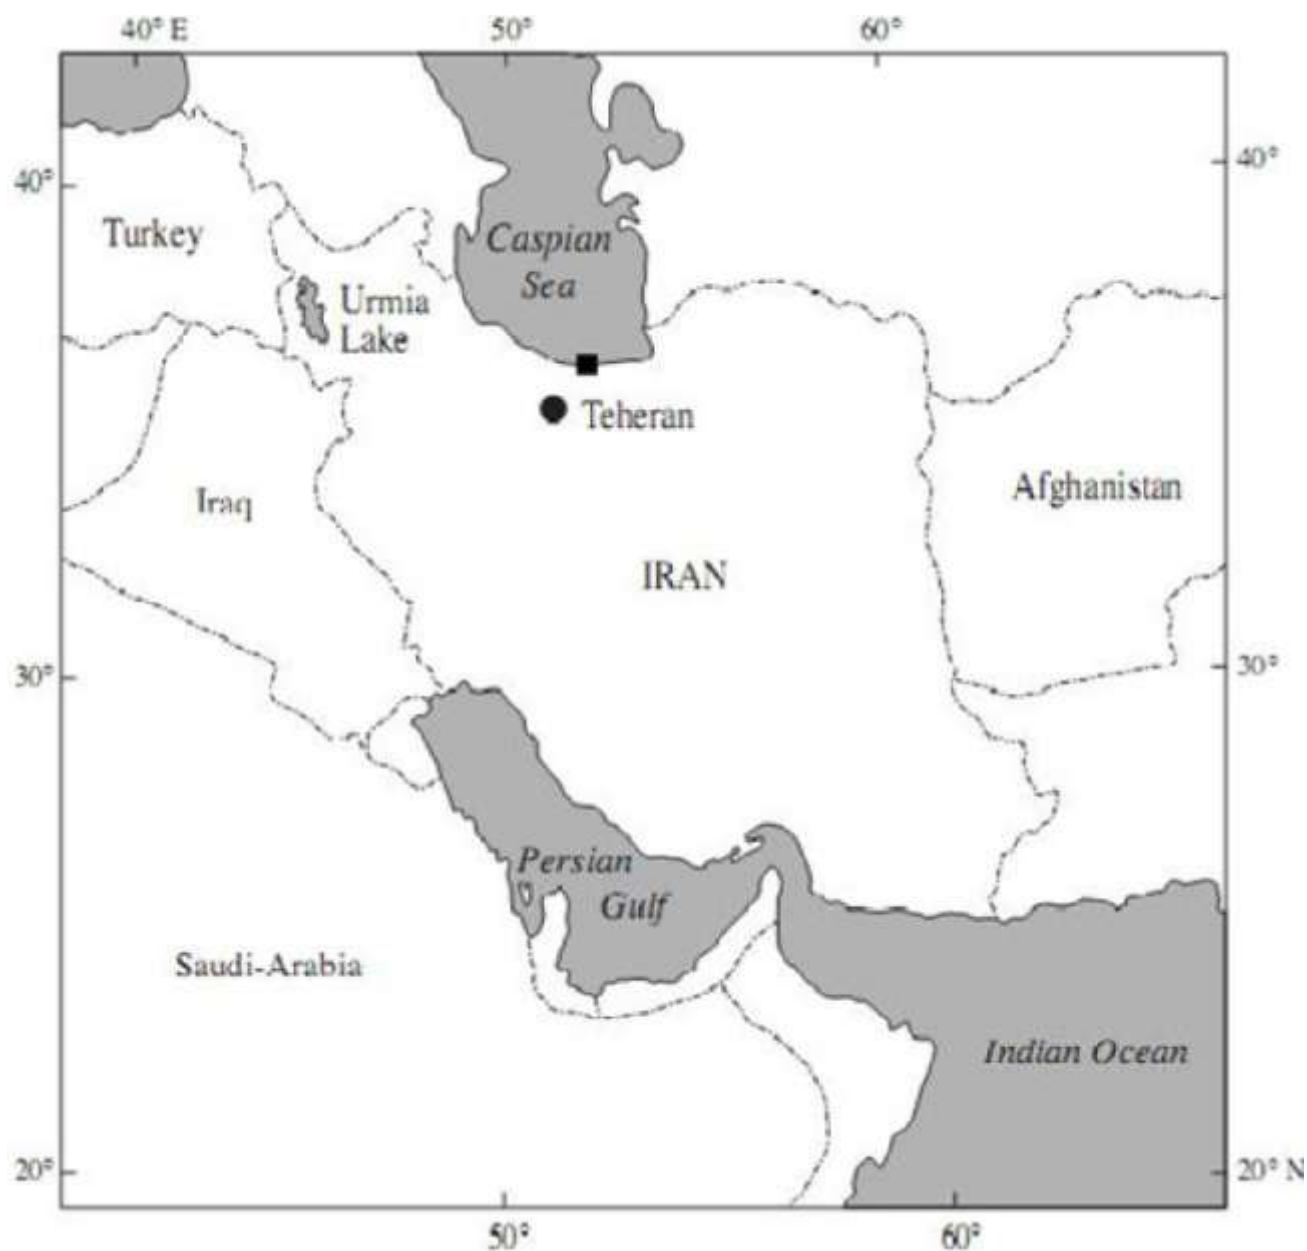 40° E
50°
60°
40°
40°
Turkey
Caspian
Sea
Urmia
Lake
Teheran
Iraq
Afghanistan
IRAN
30°
30°
Persian
Gulf
Saudi-Arabia
Indian Ocean
20°
20° N
50°
60°